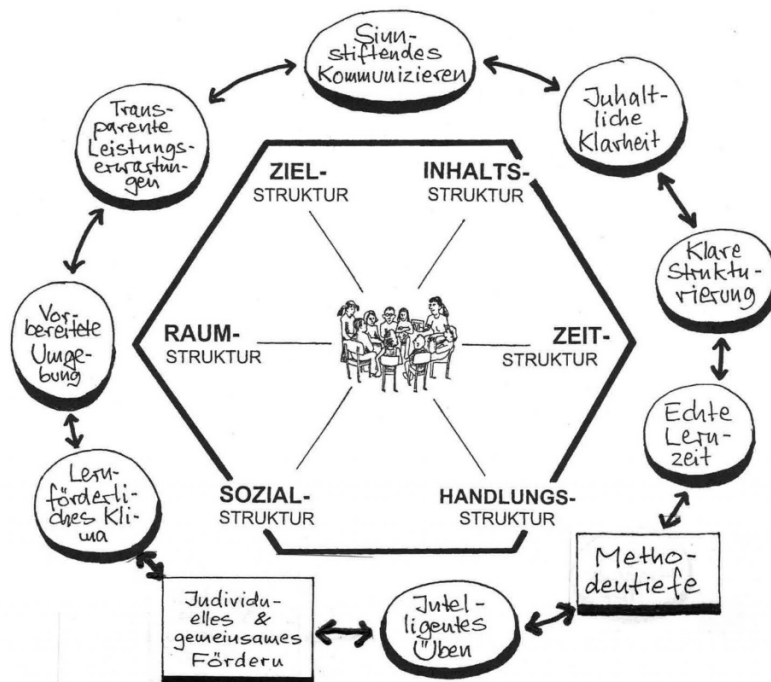 Sinn-
stiftendes
Kommunizieren
Inhalt-
liche
Klarheit
Klare
Struktu-
rierung
Echte
Lern-
zeit
Metho-
dentiefe
Intel-
ligentes
Üben
Individu-
elles &
gemeinsames
Fördern
Lern-
förderli-
ches Kli-
ma
Vor-
bereitete
Umge-
bung
Trans-
parente
Leistungs-
erwartun-
gen
ZIEL-
STRUKTUR
INHALTS-
STRUKTUR
RAUM-
STRUKTUR
ZEIT-
STRUKTUR
SOZIAL-
STRUKTUR
HANDLUNGS-
STRUKTUR